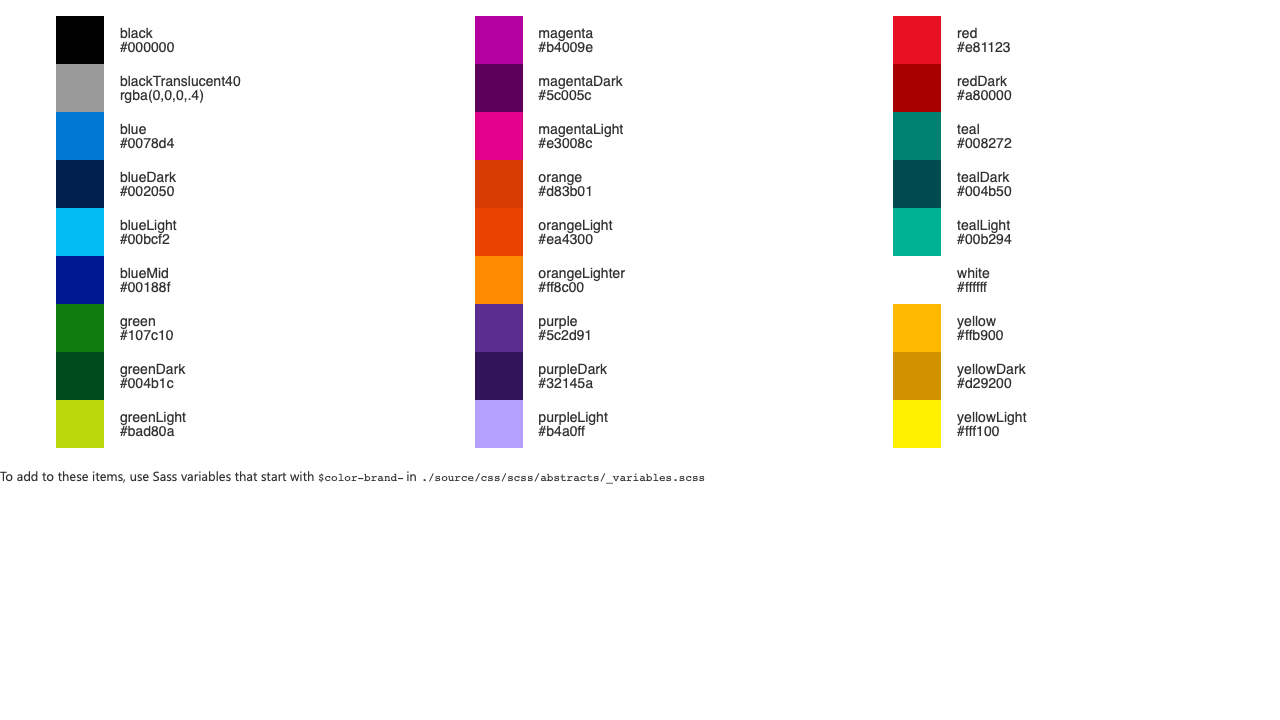 black
#000000
blackTranslucent40
rgba(0,0,0,.4)
blue
#0078d4
blueDark
#002050
blueLight
#00bcf2
blueMid
#00188f
green
#107c10
greenDark
#004b1c
greenLight
#bad80a
magenta
#b4009e
magentaDark
#5c005c
magentaLight
#e3008c
orange
#d83b01
orangeLight
#ea4300
orangeLighter
#ff8c00
purple
#5c2d91
purpleDark
#32145a
purpleLight
#b4a0ff
red
#e81123
redDark
#a80000
teal
#008272
tealDark
#004b50
tealLight
#00b294
white
#ffffff
yellow
#ffb900
yellowDark
#d29200
yellowLight
#fff100
To add to these items, use Sass variables that start with $color-brand- in ./source/css/scss/abstracts/_variables.scss